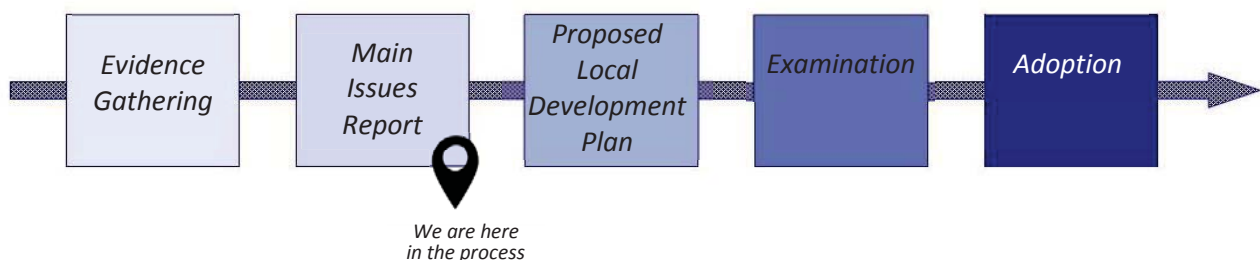 Evidence
Gathering
Main
Issues
Report
Proposed
Local
Development
Plan
Examination
Adoption
We are here
in the process